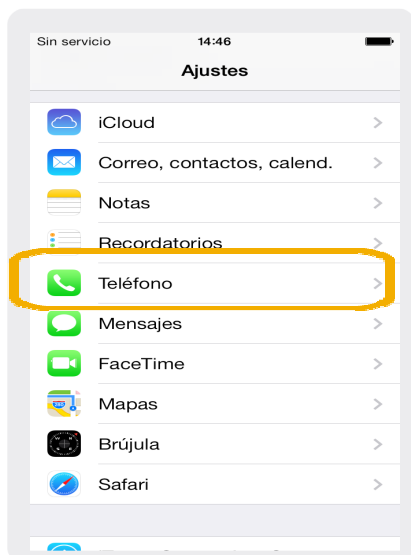 Sin servicio 14:46
Ajustes
iCloud
Correo, contactos, calend.
Notas
Recordatorios
Teléfono
Mensajes
FaceTime
Mapas
Brújula
Safari